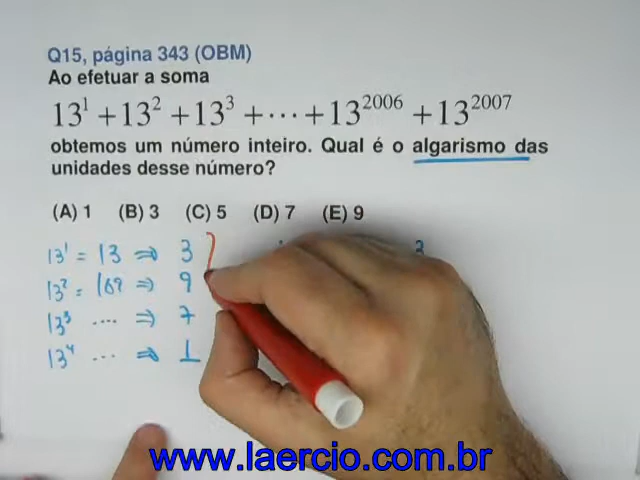 Q15, página 343 (OBM)
Ao efetuar a soma
13¹ + 13² + 13³ + ··· + 13²⁰⁰⁶ + 13²⁰⁰⁷
obtemos um número inteiro. Qual é o algarismo das
unidades desse número?
(A) 1 (B) 3 (C) 5 (D) 7 (E) 9
13¹ = 13 ⇒ 3
13² = 169 ⇒ 9
13³ .... ⇒ 7
13⁴ ... ⇒ 1
www.laercio.com.br